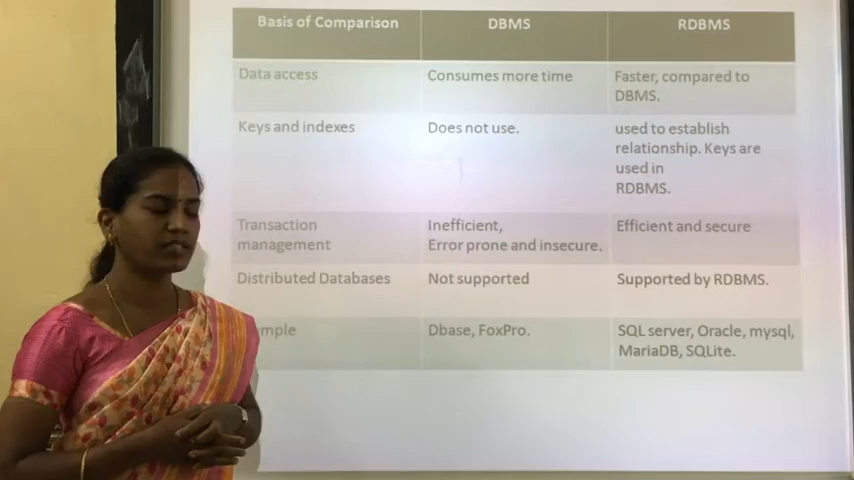 Basis of Comparison DBMS RDBMS
Data access Consumes more time Faster, compared to
DBMS.
Keys and indexes Does not use. used to establish
relationship. Keys are
used in
RDBMS.
Transaction Inefficient, Efficient and secure
management Error prone and insecure.
Distributed Databases Not supported Supported by RDBMS.
Dbase, FoxPro. SQL server, Oracle, mysql,
MariaDB, SQLite.